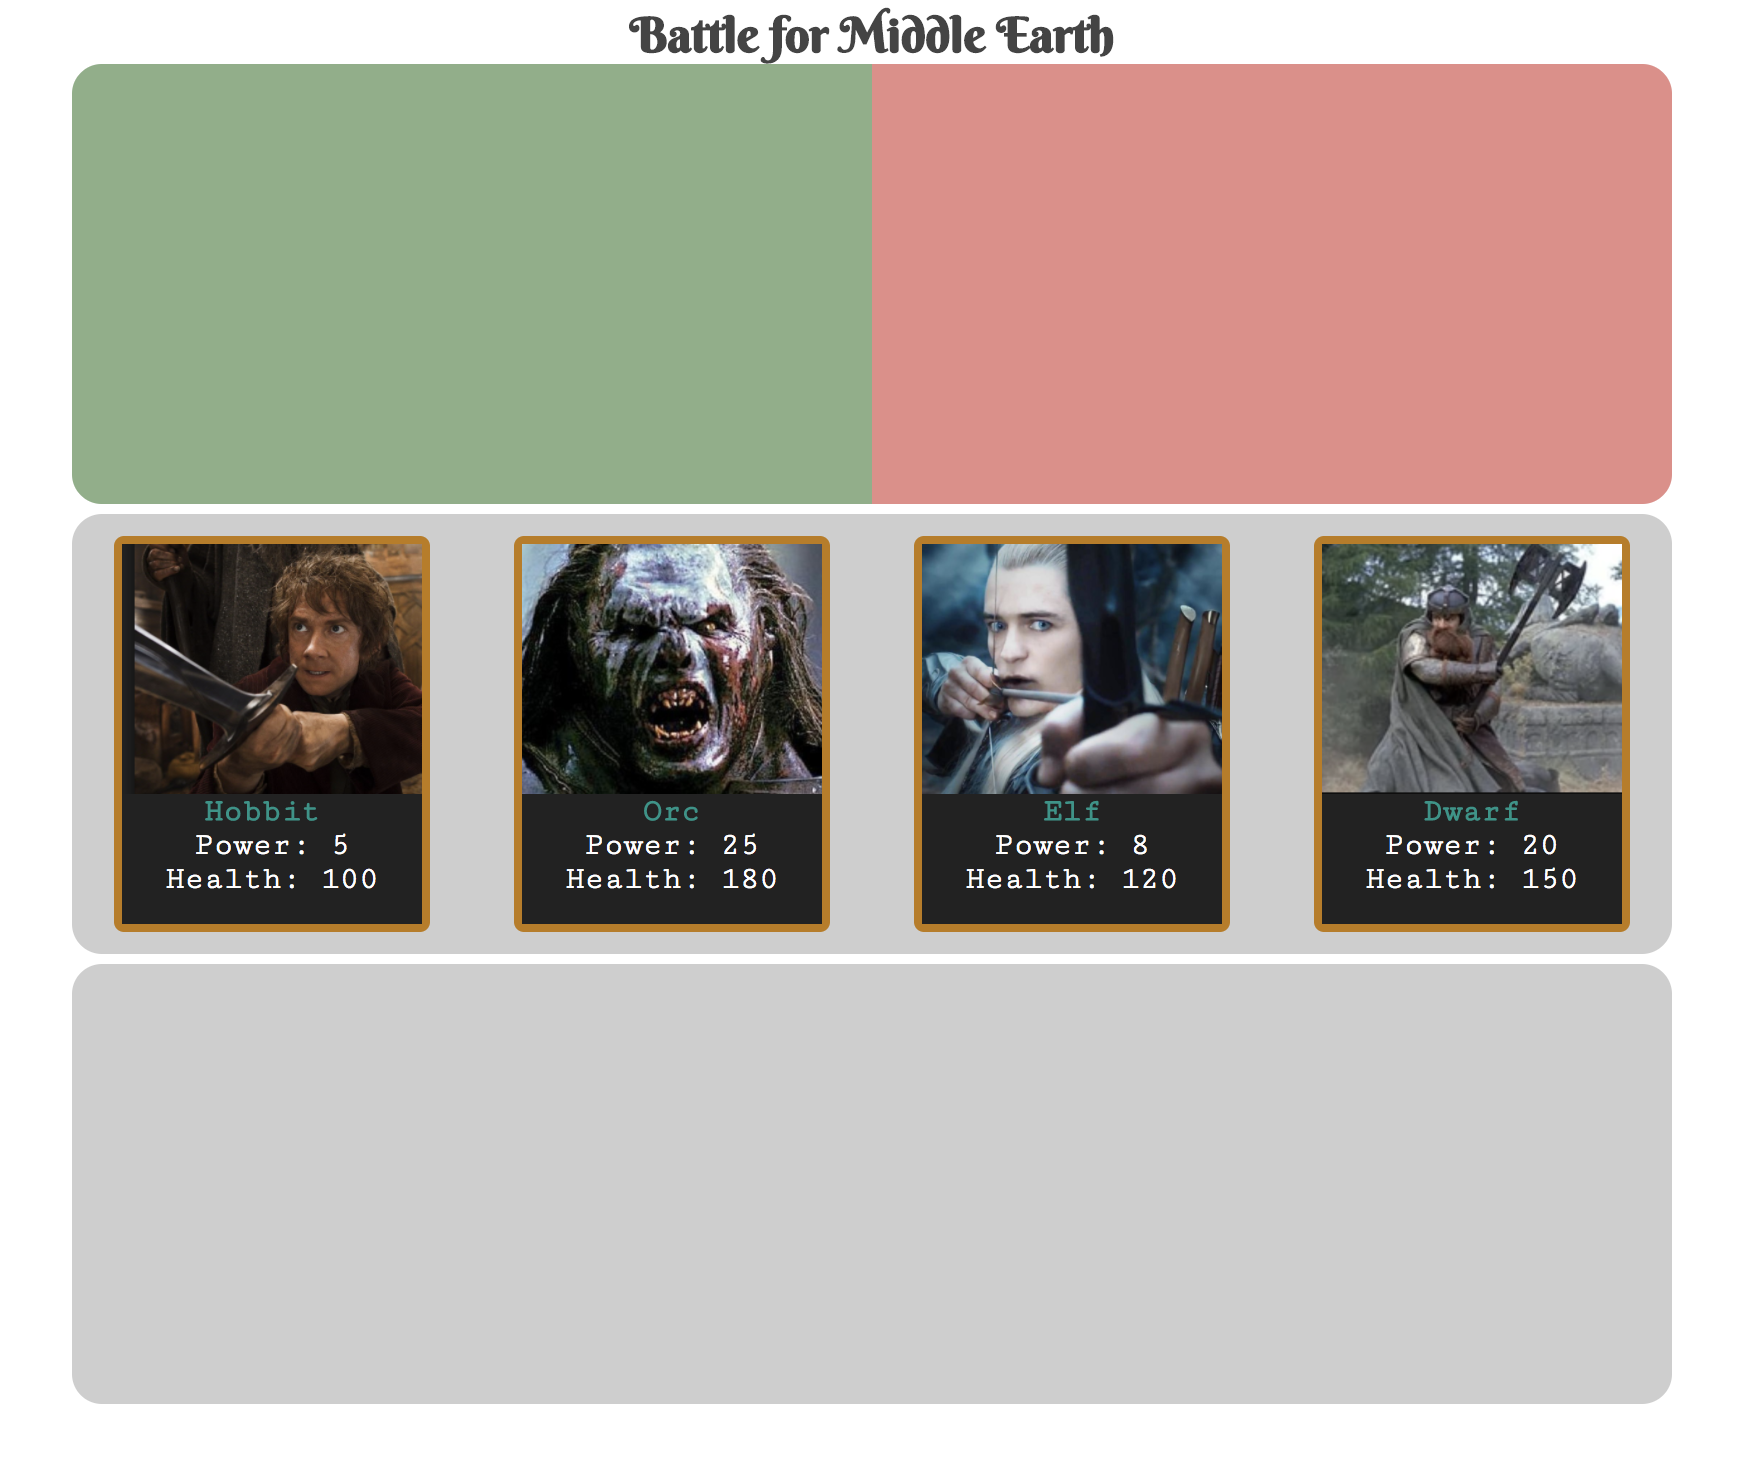 Battle for Middle Earth
Hobbit
Power: 5
Health: 100
Orc
Power: 25
Health: 180
Elf
Power: 8
Health: 120
Dwarf
Power: 20
Health: 150